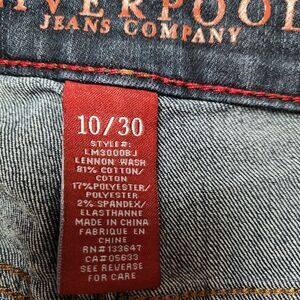 LIVERPOOL
JEANS COMPANY
10/30
STYLE#:
LM3000BJ
LENNON WASH
81% COTTON/
COTON
17%POLYESTER/
POLYESTER
2% SPANDEX/
ELASTHANNE
MADE IN CHINA
FABRIQUE EN
CHINE
RN#133647
CA#05633
SEE REVERSE
FOR CARE